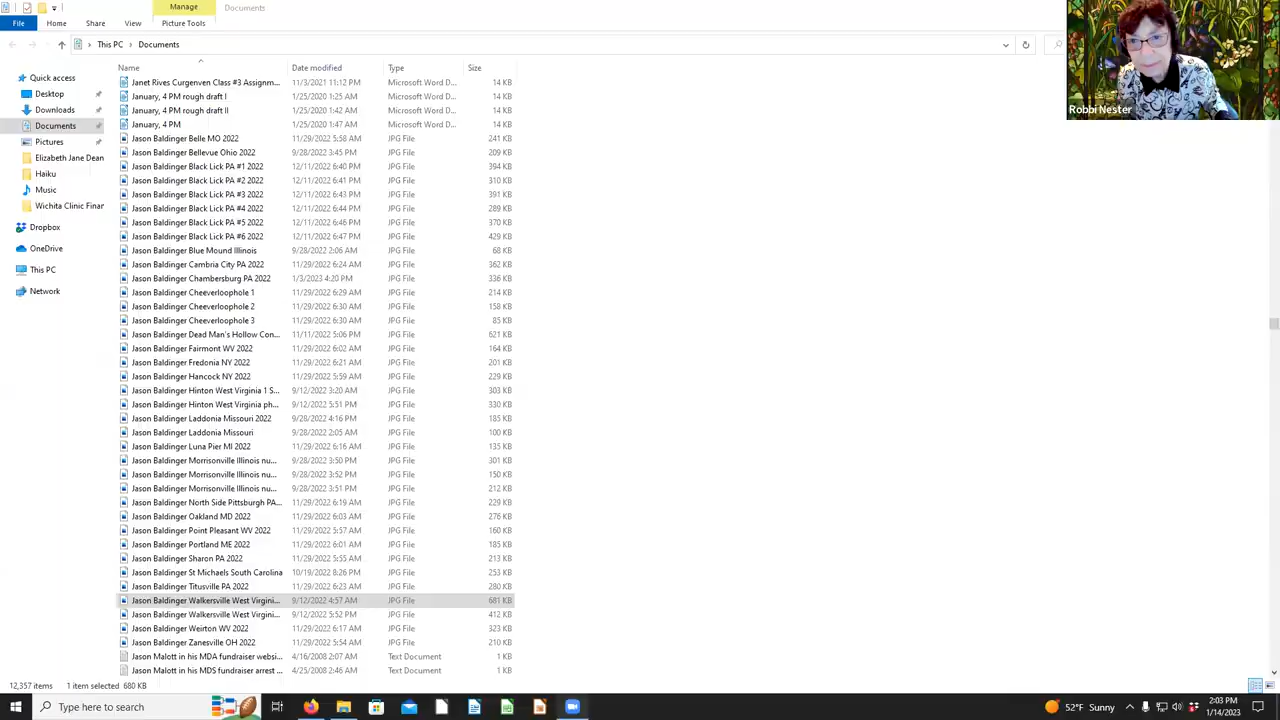 Manage
Documents
File
Home
Share
View
Picture Tools
This PC
Documents
Robbi Nester
Name
Date modified
Type
Size
Quick access
Desktop
Downloads
Documents
Pictures
Elizabeth Jane Dean
Haiku
Music
Wichita Clinic Finar
Dropbox
OneDrive
This PC
Network
Janet Rives Curgenven Class #3 Assignm... 11/3/2021 11:12 PM Microsoft Word D... 14 KB
January, 4 PM rough draft I 1/25/2020 1:25 AM Microsoft Word D... 14 KB
January, 4 PM rough draft II 1/25/2020 1:42 AM Microsoft Word D... 14 KB
January, 4 PM 1/25/2020 1:47 AM Microsoft Word D... 14 KB
Jason Baldinger Belle MO 2022 11/29/2022 5:58 AM JPG File 241 KB
Jason Baldinger Bellevue Ohio 2022 9/28/2022 3:45 PM JPG File 209 KB
Jason Baldinger Black Lick PA #1 2022 12/11/2022 6:40 PM JPG File 394 KB
Jason Baldinger Black Lick PA #2 2022 12/11/2022 6:41 PM JPG File 310 KB
Jason Baldinger Black Lick PA #3 2022 12/11/2022 6:43 PM JPG File 391 KB
Jason Baldinger Black Lick PA #4 2022 12/11/2022 6:44 PM JPG File 289 KB
Jason Baldinger Black Lick PA #5 2022 12/11/2022 6:46 PM JPG File 370 KB
Jason Baldinger Black Lick PA #6 2022 12/11/2022 6:47 PM JPG File 429 KB
Jason Baldinger Blue Mound Illinois 9/28/2022 2:06 AM JPG File 68 KB
Jason Baldinger Cambria City PA 2022 11/29/2022 6:24 AM JPG File 362 KB
Jason Baldinger Chambersburg PA 2022 1/3/2023 4:20 PM JPG File 336 KB
Jason Baldinger Cheeverloophole 1 11/29/2022 6:29 AM JPG File 214 KB
Jason Baldinger Cheeverloophole 2 11/29/2022 6:30 AM JPG File 158 KB
Jason Baldinger Cheeverloophole 3 11/29/2022 6:30 AM JPG File 85 KB
Jason Baldinger Dead Man's Hollow Con... 11/11/2022 5:06 PM JPG File 621 KB
Jason Baldinger Fairmont WV 2022 11/29/2022 6:02 AM JPG File 164 KB
Jason Baldinger Fredonia NY 2022 11/29/2022 6:21 AM JPG File 201 KB
Jason Baldinger Hancock NY 2022 11/29/2022 5:59 AM JPG File 229 KB
Jason Baldinger Hinton West Virginia 1 S... 9/12/2022 3:20 AM JPG File 303 KB
Jason Baldinger Hinton West Virginia ph... 9/12/2022 5:51 PM JPG File 330 KB
Jason Baldinger Laddonia Missouri 2022 9/28/2022 4:16 PM JPG File 185 KB
Jason Baldinger Laddonia Missouri 9/28/2022 2:05 AM JPG File 100 KB
Jason Baldinger Luna Pier MI 2022 11/29/2022 6:16 AM JPG File 135 KB
Jason Baldinger Morrisonville Illinois nu... 9/28/2022 3:50 PM JPG File 301 KB
Jason Baldinger Morrisonville Illinois nu... 9/28/2022 3:52 PM JPG File 150 KB
Jason Baldinger Morrisonville Illinois nu... 9/28/2022 3:51 PM JPG File 212 KB
Jason Baldinger North Side Pittsburgh PA... 11/29/2022 6:19 AM JPG File 229 KB
Jason Baldinger Oakland MD 2022 11/29/2022 6:03 AM JPG File 276 KB
Jason Baldinger Point Pleasant WV 2022 11/29/2022 5:57 AM JPG File 160 KB
Jason Baldinger Portland ME 2022 11/29/2022 6:01 AM JPG File 185 KB
Jason Baldinger Sharon PA 2022 11/29/2022 5:55 AM JPG File 213 KB
Jason Baldinger St Michaels South Carolina 10/19/2022 8:26 PM JPG File 253 KB
Jason Baldinger Titusville PA 2022 11/29/2022 6:23 AM JPG File 280 KB
Jason Baldinger Walkersville West Virgini... 9/12/2022 4:57 AM JPG File 681 KB
Jason Baldinger Walkersville West Virgini... 9/12/2022 5:52 PM JPG File 412 KB
Jason Baldinger Weirton WV 2022 11/29/2022 6:17 AM JPG File 323 KB
Jason Baldinger Zanesville OH 2022 11/29/2022 5:54 AM JPG File 210 KB
Jason Malott in his MDA fundraiser websi... 4/16/2008 2:07 AM Text Document 1 KB
Jason Malott in his MDS fundraiser arrest ... 4/25/2008 2:46 AM Text Document 1 KB
12,357 items 1 item selected 680 KB
Type here to search
52°F Sunny
2:03 PM
1/14/2023